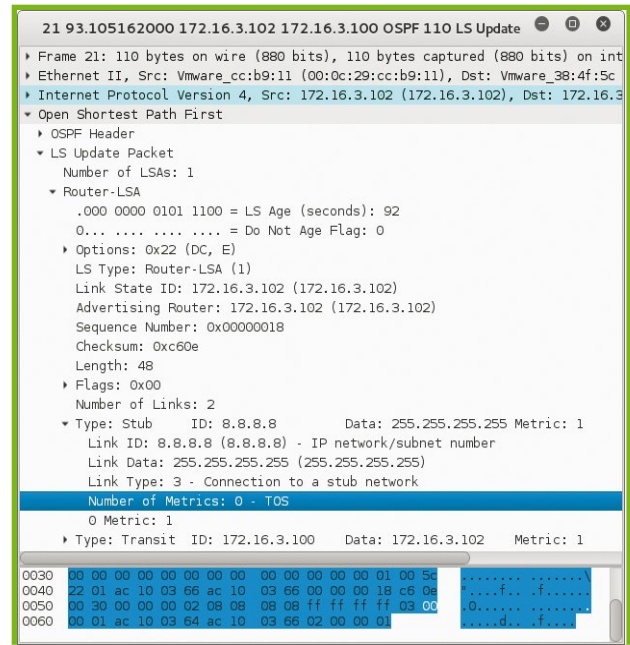 21 93.105162000 172.16.3.102 172.16.3.100 OSPF 110 LS Update
Frame 21: 110 bytes on wire (880 bits), 110 bytes captured (880 bits) on int
Ethernet II, Src: Vmware_cc:b9:11 (00:0c:29:cc:b9:11), Dst: Vmware_38:4f:5c
Internet Protocol Version 4, Src: 172.16.3.102 (172.16.3.102), Dst: 172.16.3
Open Shortest Path First
OSPF Header
LS Update Packet
Number of LSAs: 1
Router-LSA
.000 0000 0101 1100 = LS Age (seconds): 92
0... .... .... .... = Do Not Age Flag: 0
Options: 0x22 (DC, E)
LS Type: Router-LSA (1)
Link State ID: 172.16.3.102 (172.16.3.102)
Advertising Router: 172.16.3.102 (172.16.3.102)
Sequence Number: 0x00000018
Checksum: 0xc60e
Length: 48
Flags: 0x00
Number of Links: 2
Type: Stub ID: 8.8.8.8 Data: 255.255.255.255 Metric: 1
Link ID: 8.8.8.8 (8.8.8.8) - IP network/subnet number
Link Data: 255.255.255.255 (255.255.255.255)
Link Type: 3 - Connection to a stub network
Number of Metrics: 0 - TOS
0 Metric: 1
Type: Transit ID: 172.16.3.100 Data: 172.16.3.102 Metric: 1
0030 00 00 00 00 00 00 00 00 00 00 00 00 00 01 00 5c ........ .......\
0040 22 01 ac 10 03 66 ac 10 03 66 00 00 00 18 c6 0e "....f.. .f......
0050 00 30 00 00 00 02 08 08 08 08 ff ff ff ff 03 00 .0...... ........
0060 00 01 ac 10 03 64 ac 10 03 66 02 00 00 01 .....d.. .f....